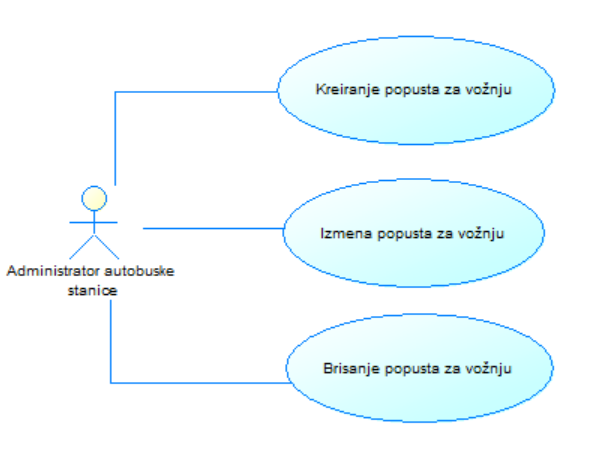 Kreiranje popusta za vožnju
Izmena popusta za vožnju
Administrator autobuske
stanice
Brisanje popusta za vožnju